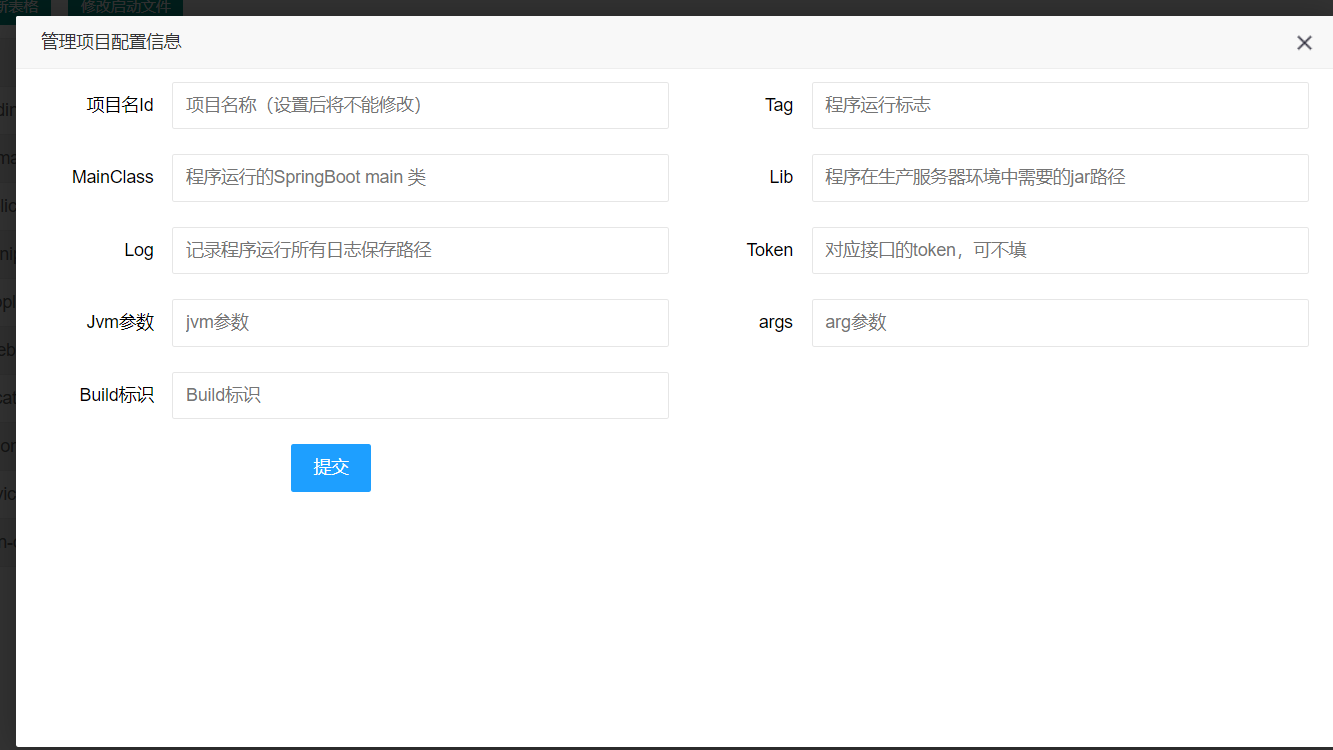 新表格 修改启动文件
管理项目配置信息
项目名Id 项目名称（设置后将不能修改） Tag 程序运行标志
MainClass 程序运行的SpringBoot main 类 Lib 程序在生产服务器环境中需要的jar路径
Log 记录程序运行所有日志保存路径 Token 对应接口的token，可不填
Jvm参数 jvm参数 args arg参数
Build标识 Build标识
提交